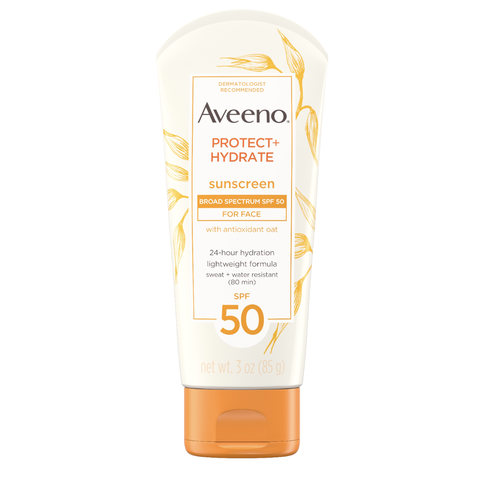 DERMATOLOGIST
RECOMMENDED
Aveeno®
PROTECT+
HYDRATE
sunscreen
BROAD SPECTRUM SPF 50
FOR FACE
with antioxidant oat
24-hour hydration
lightweight formula
sweat + water resistant
(80 min)
SPF
50
net wt. 3 oz (85 g)